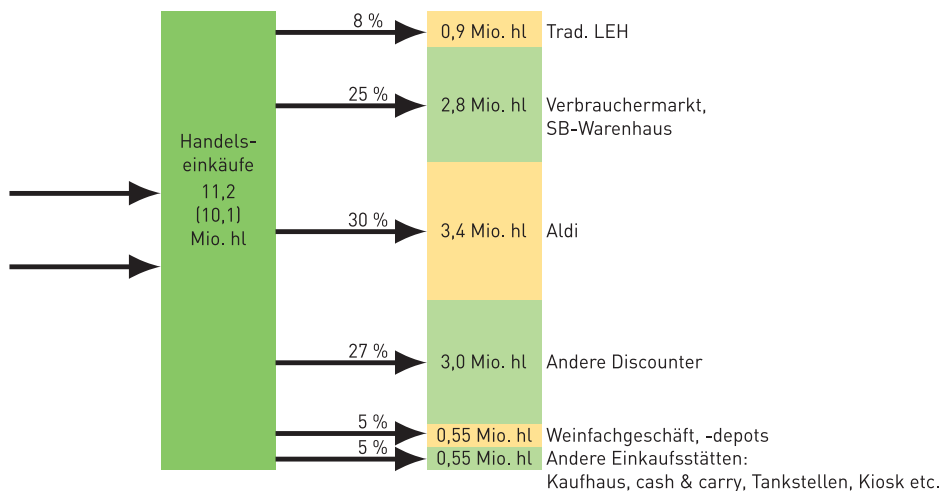 8 %
0,9 Mio. hl
Trad. LEH
25 %
2,8 Mio. hl
Verbrauchermarkt,
SB-Warenhaus
Handels-
einkäufe
11,2
(10,1)
Mio. hl
30 %
3,4 Mio. hl
Aldi
27 %
3,0 Mio. hl
Andere Discounter
5 %
0,55 Mio. hl
Weinfachgeschäft, -depots
5 %
0,55 Mio. hl
Andere Einkaufsstätten:
Kaufhaus, cash & carry, Tankstellen, Kiosk etc.